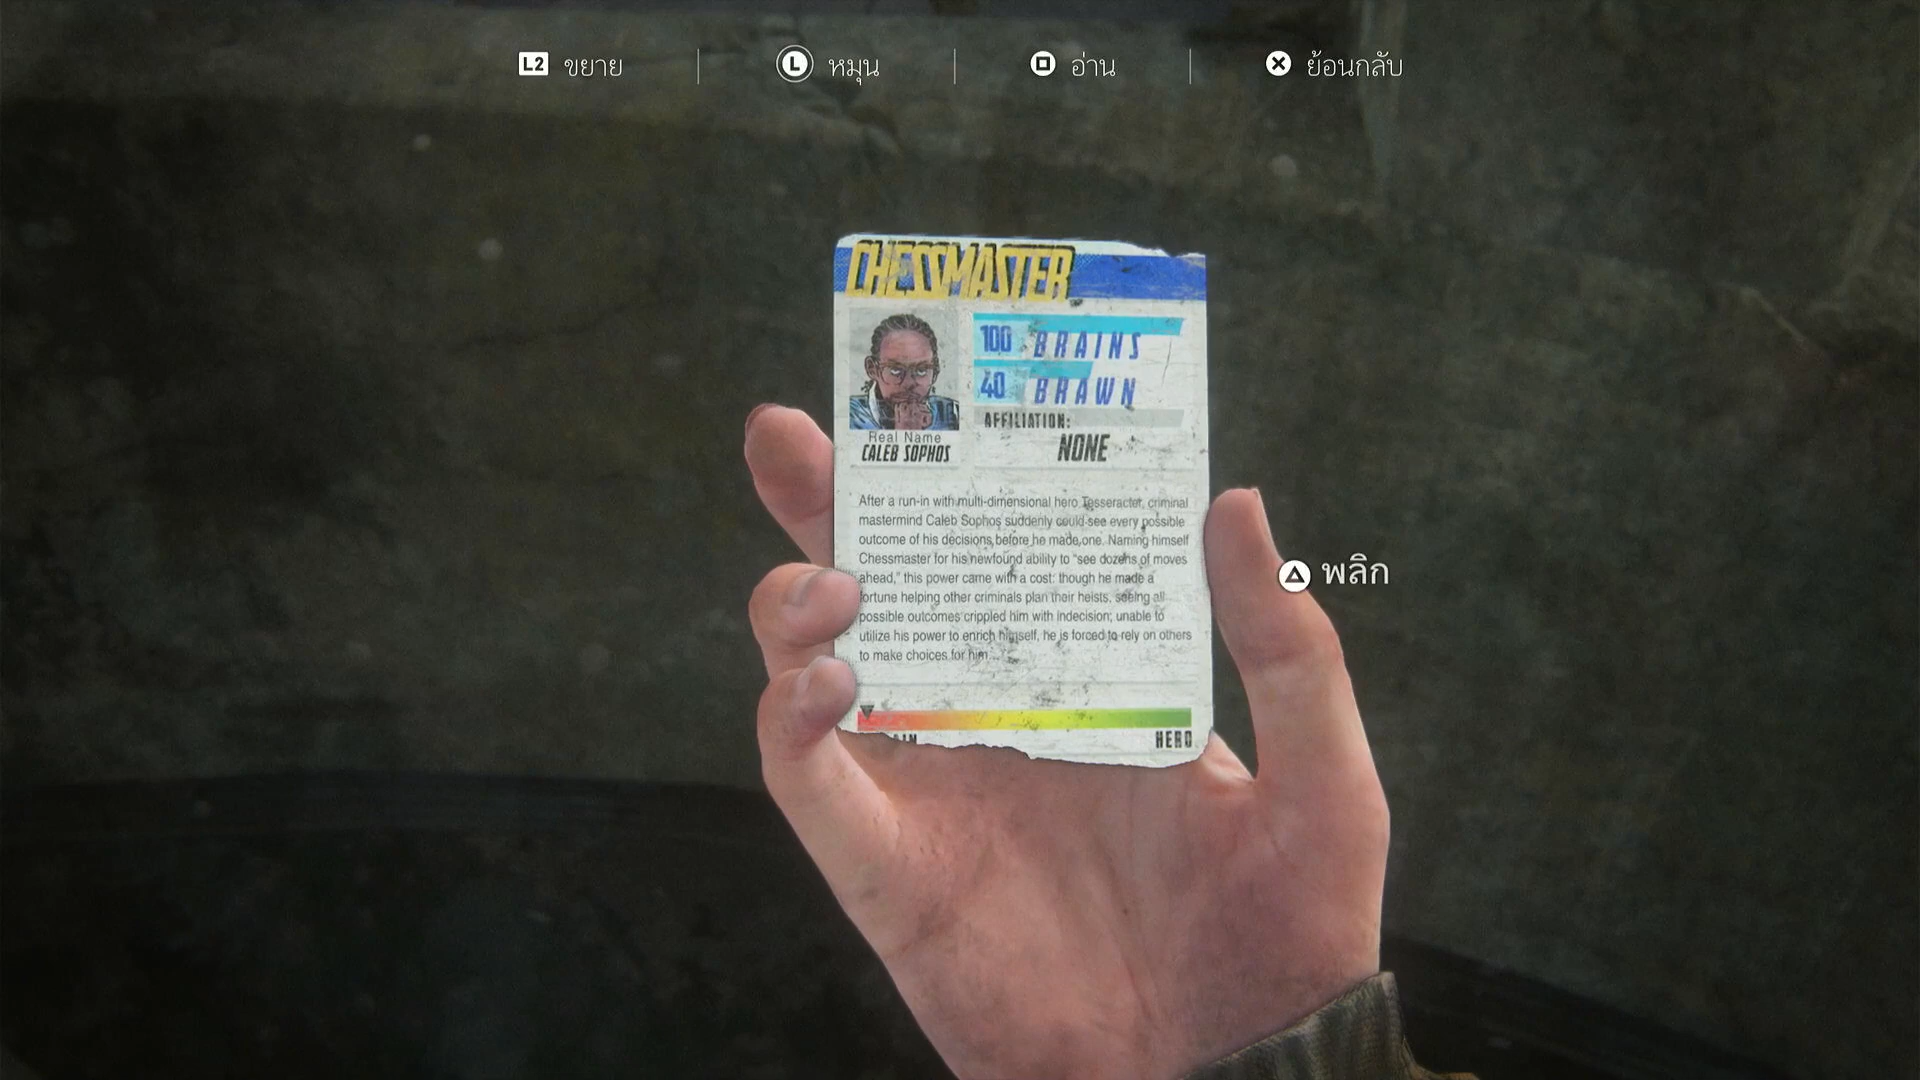 L2 ขยาย
L หมุน
อ่าน
ย้อนกลับ
CHESSMASTER
100 BRAINS
40 BRAWN
AFFILIATION:
NONE
Real Name
CALEB SOPHOS
After a run-in with multi-dimensional hero Tesseracter, criminal
mastermind Caleb Sophos suddenly could see every possible
outcome of his decisions before he made one. Naming himself
Chessmaster for his newfound ability to "see dozens of moves
ahead," this power came with a cost: though he made a
fortune helping other criminals plan their heists, seeing all
possible outcomes crippled him with indecision; unable to
utilize his power to enrich himself, he is forced to rely on others
to make choices for him...
HERO
พลิก